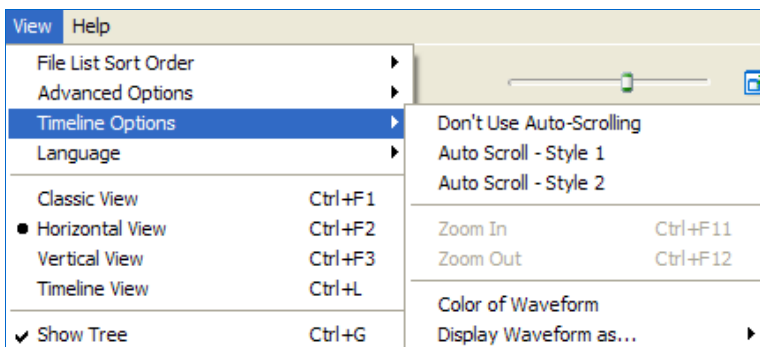 View Help
File List Sort Order
Advanced Options
Timeline Options
Language
Classic View Ctrl+F1
Horizontal View Ctrl+F2
Vertical View Ctrl+F3
Timeline View Ctrl+L
Show Tree Ctrl+G
Don't Use Auto-Scrolling
Auto Scroll - Style 1
Auto Scroll - Style 2
Zoom In Ctrl+F11
Zoom Out Ctrl+F12
Color of Waveform
Display Waveform as...